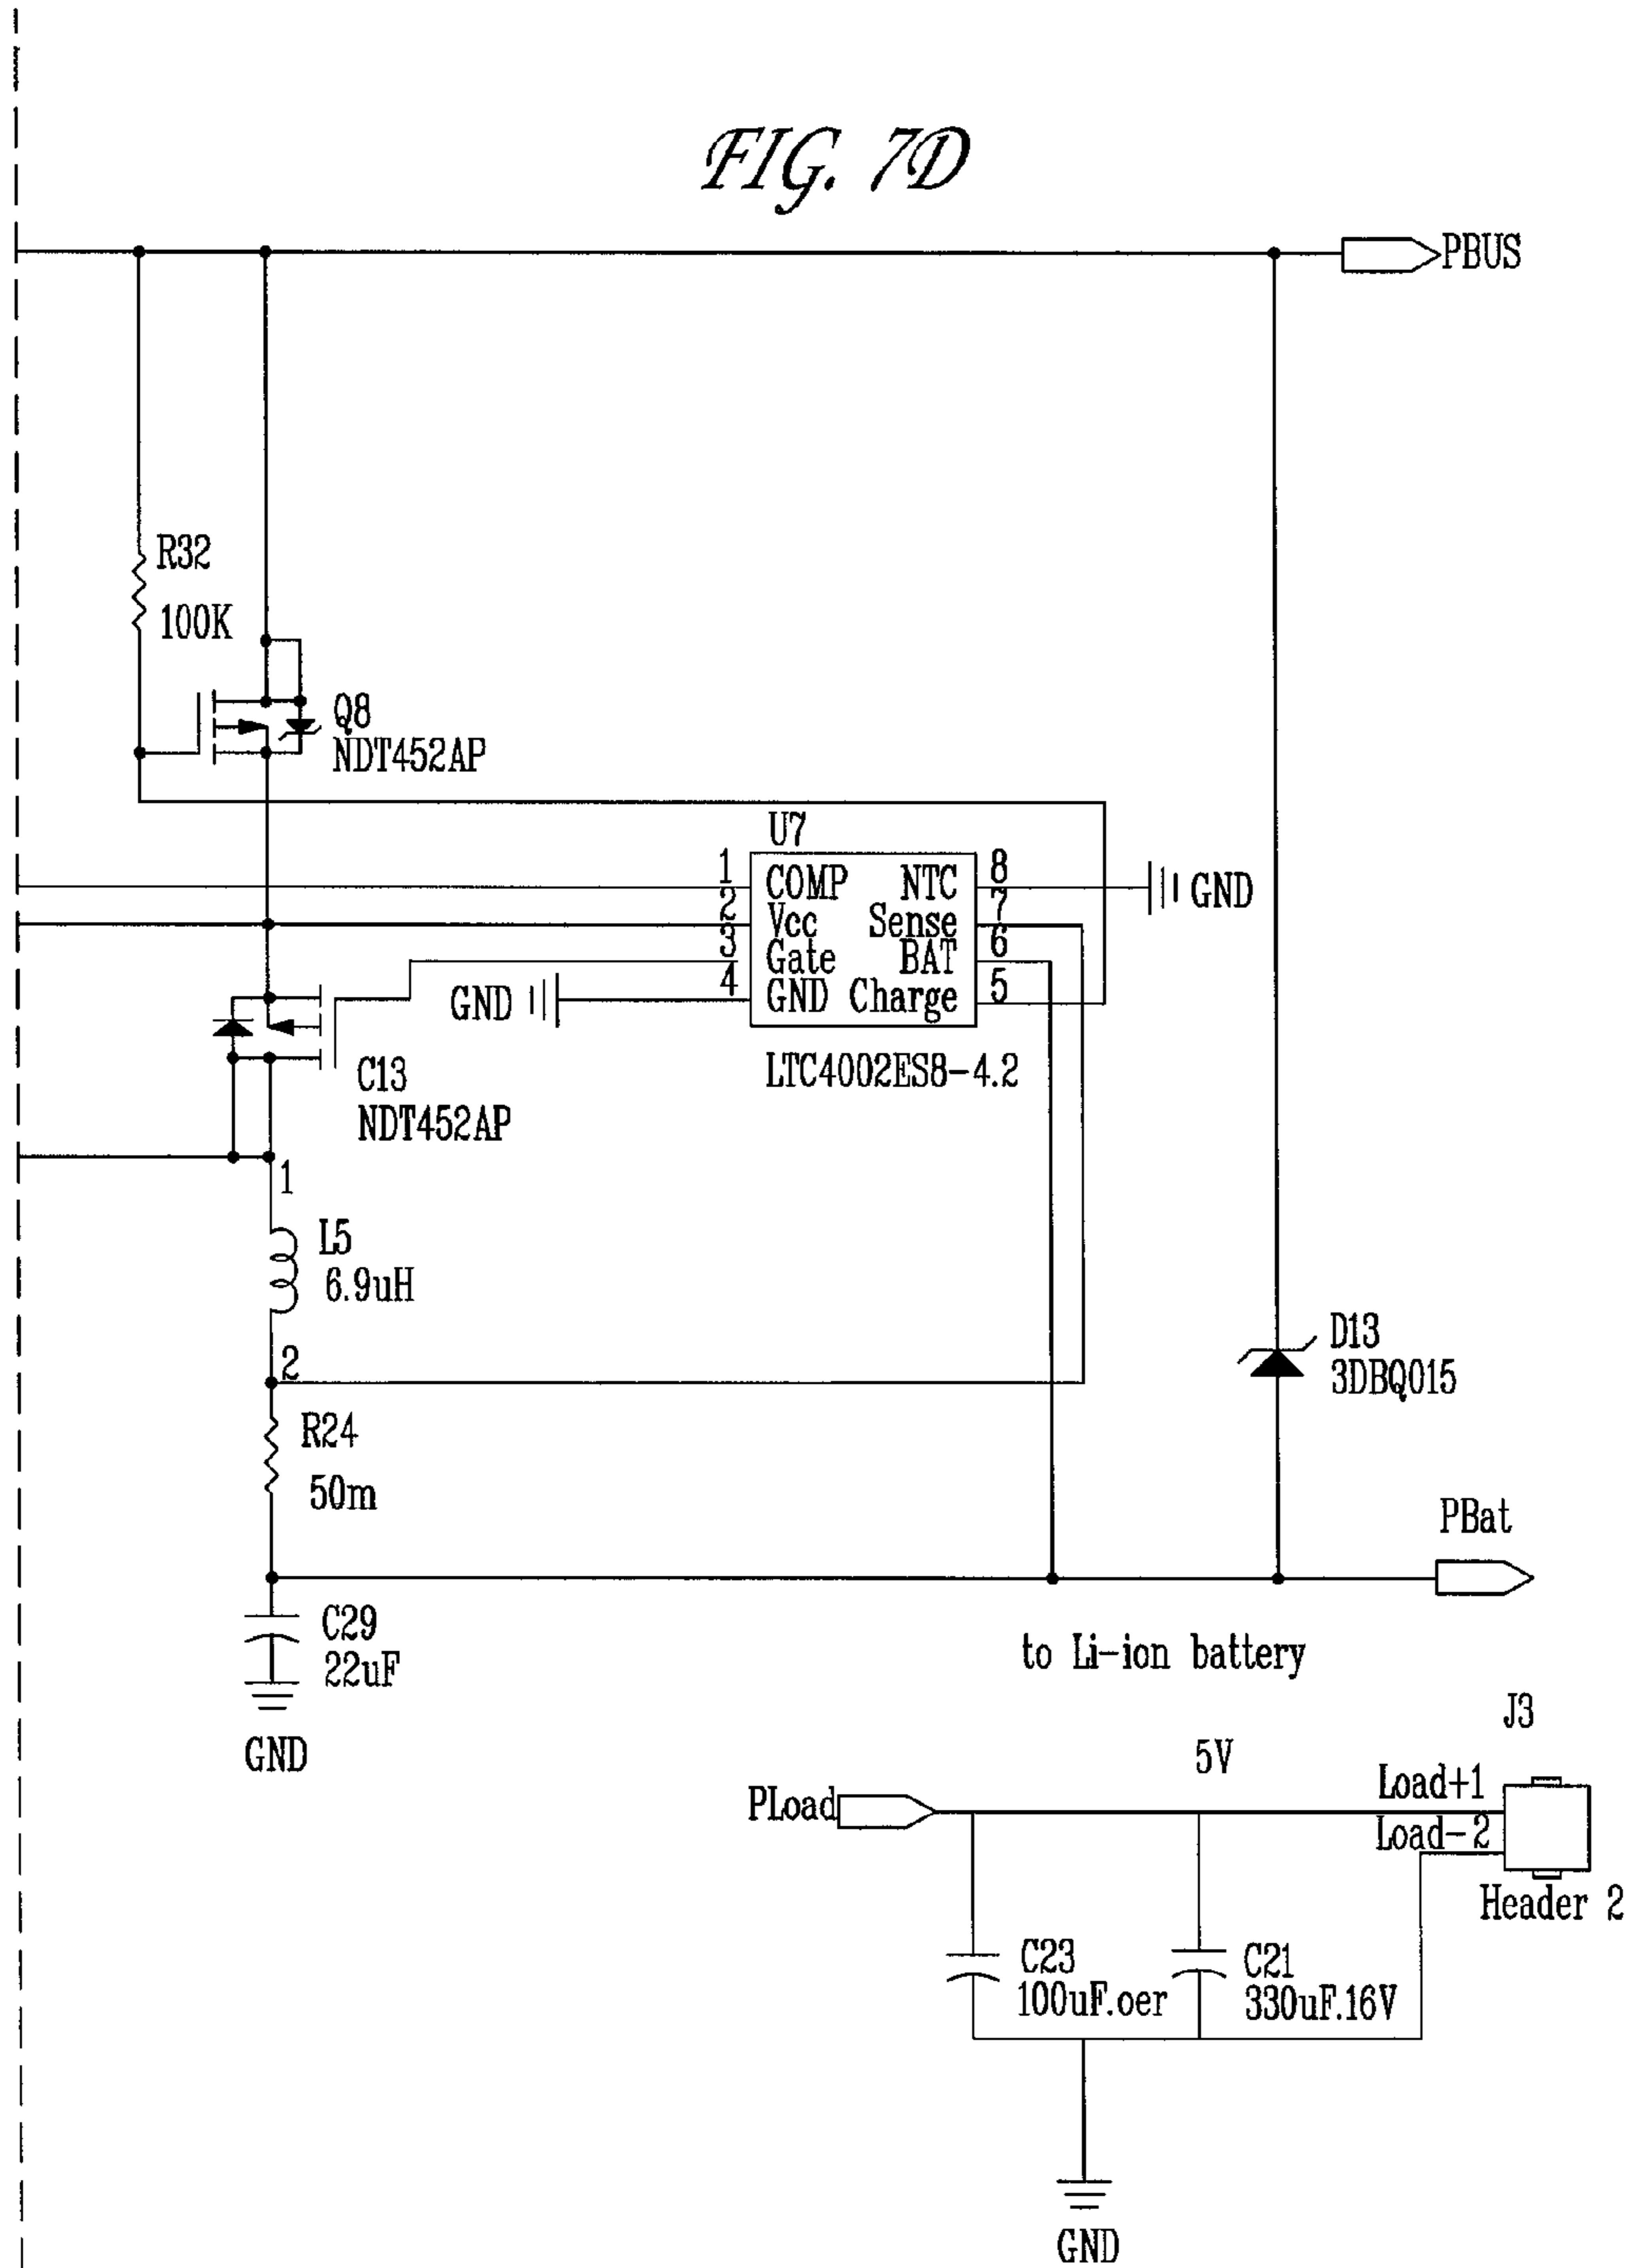 FIG. 7D
PBUS
R32
100K
Q8
NDT452AP
U7
1 COMP NTC 8
GND
2 Vcc Sense 7
3 Gate BAT 6
GND
4 GND Charge 5
LTC4002ES8-4.2
C13
NDT452AP
1
L5
6.9uH
2
D13
3DBQ015
R24
50m
PBat
C29
22uF
GND
to Li-ion battery
J3
5V
PLoad
Load+1
Load-2
Header 2
C23
100uF.oer
C21
330uF.16V
GND